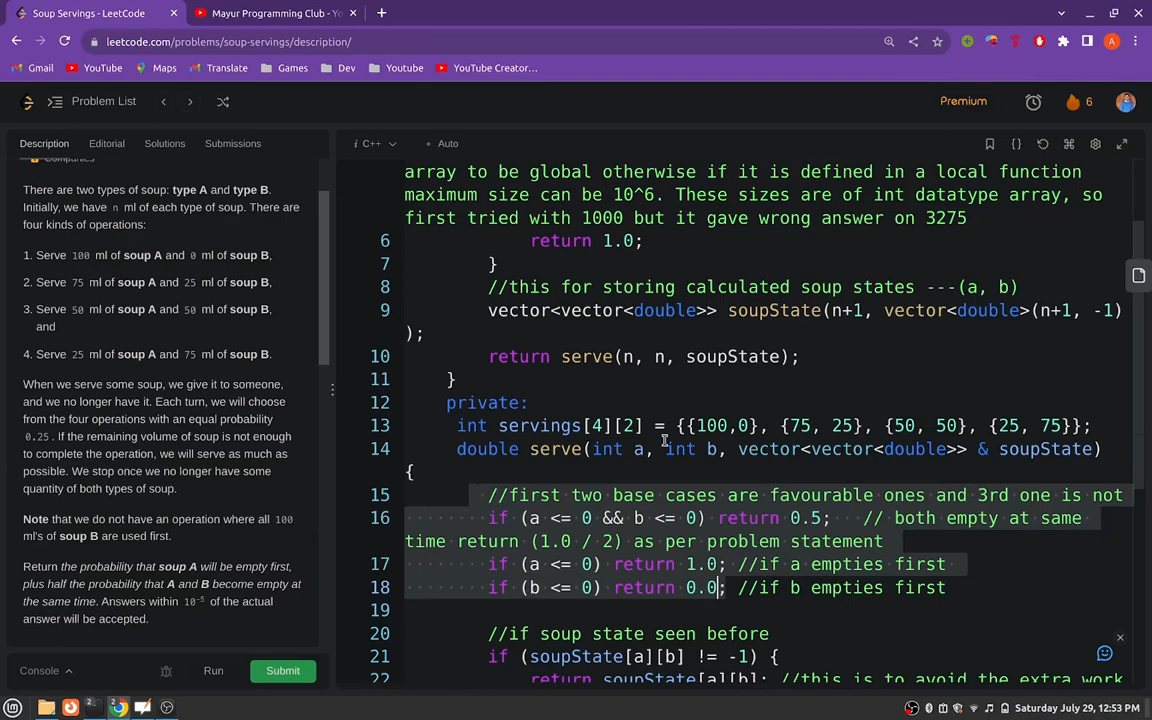 Soup Servings - LeetCode
Mayur Programming Club - Yo
leetcode.com/problems/soup-servings/description/
A
Gmail YouTube Maps Translate Games Dev Youtube YouTube Creator...
Problem List
Premium
6
Description Editorial Solutions Submissions
Companies
There are two types of soup: type A and type B.
Initially, we have n ml of each type of soup. There are
four kinds of operations:
1. Serve 100 ml of soup A and 0 ml of soup B,
2. Serve 75 ml of soup A and 25 ml of soup B,
3. Serve 50 ml of soup A and 50 ml of soup B,
and
4. Serve 25 ml of soup A and 75 ml of soup B.
When we serve some soup, we give it to someone,
and we no longer have it. Each turn, we will choose
from the four operations with an equal probability
0.25. If the remaining volume of soup is not enough
to complete the operation, we will serve as much as
possible. We stop once we no longer have some
quantity of both types of soup.
Note that we do not have an operation where all 100
ml's of soup B are used first.
Return the probability that soup A will be empty first,
plus half the probability that A and B become empty at
the same time. Answers within 10-5 of the actual
answer will be accepted.
Console
Run
Submit
i C++
Auto
array to be global otherwise if it is defined in a local function
maximum size can be 10^6. These sizes are of int datatype array, so
first tried with 1000 but it gave wrong answer on 3275
6 return 1.0;
7 }
8 //this for storing calculated soup states ---(a, b)
9 vector<vector<double>> soupState(n+1, vector<double>(n+1, -1)
);
10 return serve(n, n, soupState);
11 }
12 private:
13 int servings[4][2] = {{100,0}, {75, 25}, {50, 50}, {25, 75}};
14 double serve(int a, int b, vector<vector<double>> & soupState)
{
15 //first two base cases are favourable ones and 3rd one is not
16 if (a <= 0 && b <= 0) return 0.5; // both empty at same
time return (1.0 / 2) as per problem statement
17 if (a <= 0) return 1.0; //if a empties first
18 if (b <= 0) return 0.0; //if b empties first
19
20 //if soup state seen before
21 if (soupState[a][b] != -1) {
22 return soupState[a][b]; //this is to avoid the extra work
Saturday July 29, 12:53 PM